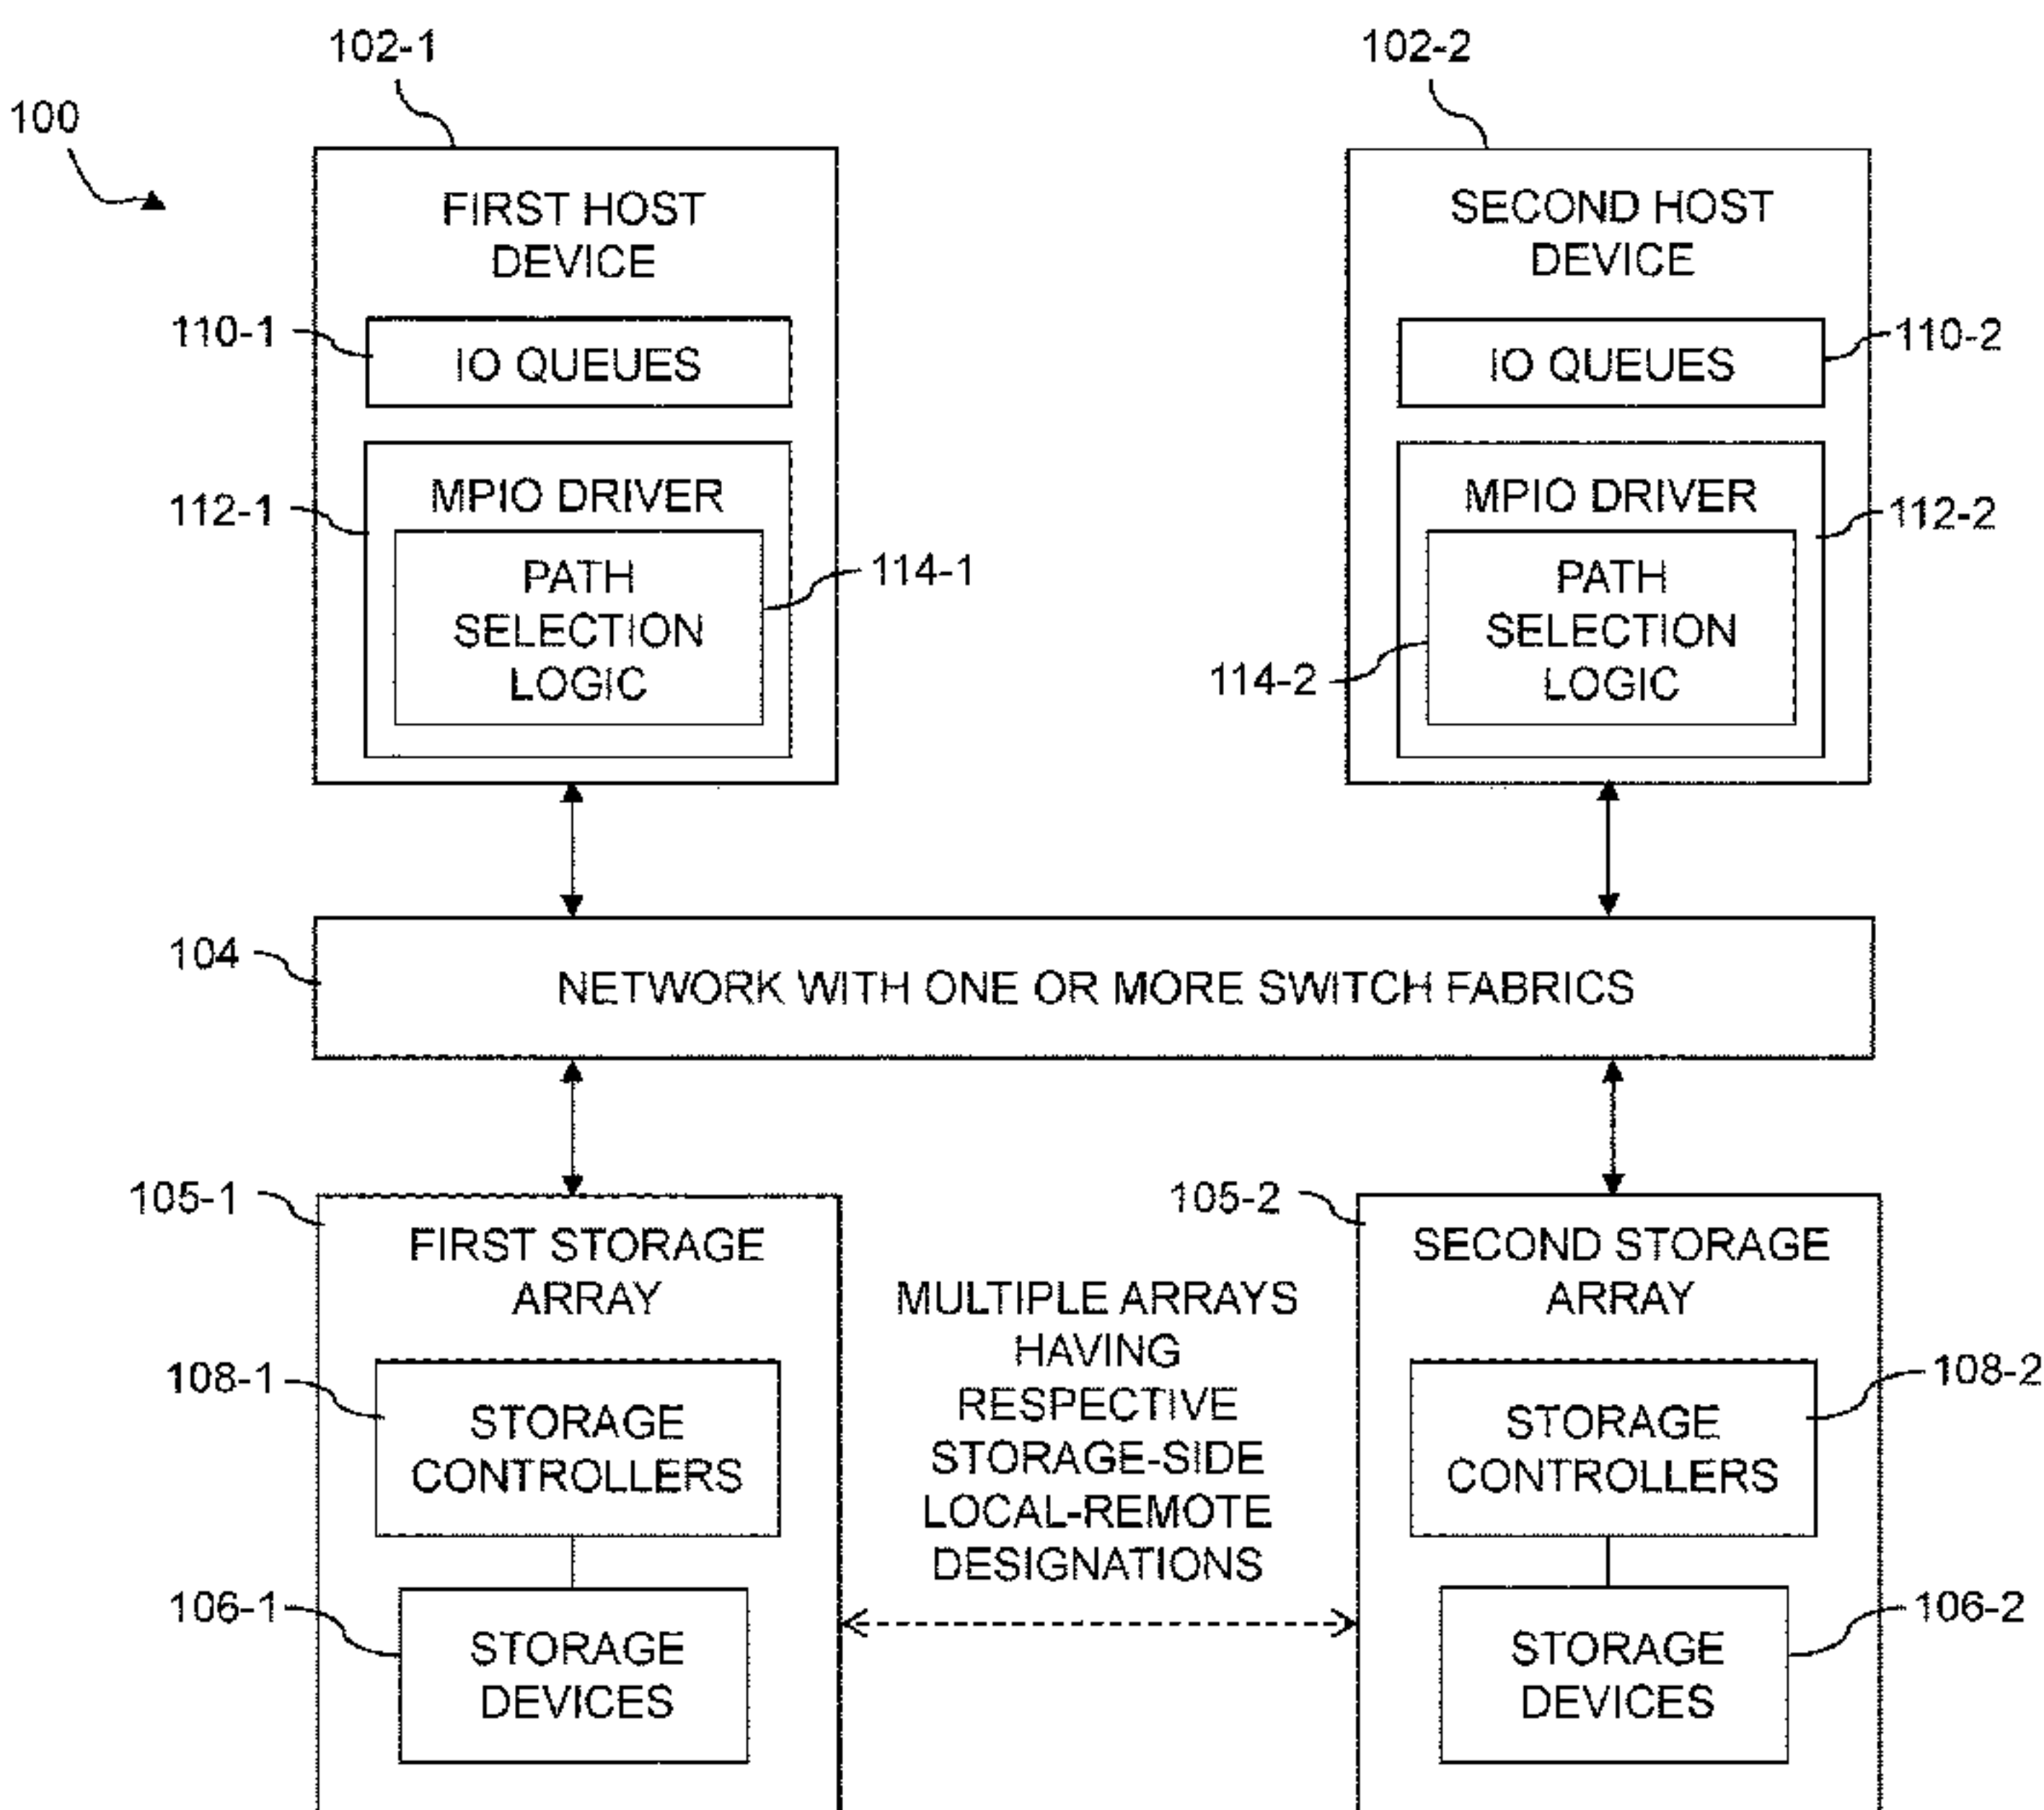 102-1
102-2
100
FIRST HOST
DEVICE
SECOND HOST
DEVICE
110-1
IO QUEUES
IO QUEUES
110-2
112-1
MPIO DRIVER
PATH
SELECTION
LOGIC
114-1
MPIO DRIVER
112-2
PATH
SELECTION
LOGIC
114-2
104
NETWORK WITH ONE OR MORE SWITCH FABRICS
105-1
FIRST STORAGE
ARRAY
105-2
SECOND STORAGE
ARRAY
MULTIPLE ARRAYS
HAVING
RESPECTIVE
STORAGE-SIDE
LOCAL-REMOTE
DESIGNATIONS
108-1
STORAGE
CONTROLLERS
STORAGE
CONTROLLERS
108-2
106-1
STORAGE
DEVICES
STORAGE
DEVICES
106-2